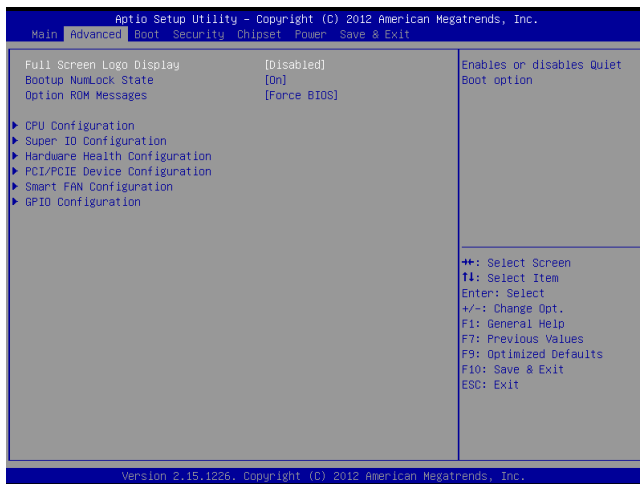 Aptio Setup Utility – Copyright (C) 2012 American Megatrends, Inc.
Main Advanced Boot Security Chipset Power Save & Exit
Full Screen Logo Display [Disabled]
Bootup NumLock State [On]
Option ROM Messages [Force BIOS]
CPU Configuration
Super IO Configuration
Hardware Health Configuration
PCI/PCIE Device Configuration
Smart FAN Configuration
GPIO Configuration
Enables or disables Quiet
Boot option
→←: Select Screen
↑↓: Select Item
Enter: Select
+/-: Change Opt.
F1: General Help
F7: Previous Values
F9: Optimized Defaults
F10: Save & Exit
ESC: Exit
Version 2.15.1226. Copyright (C) 2012 American Megatrends, Inc.